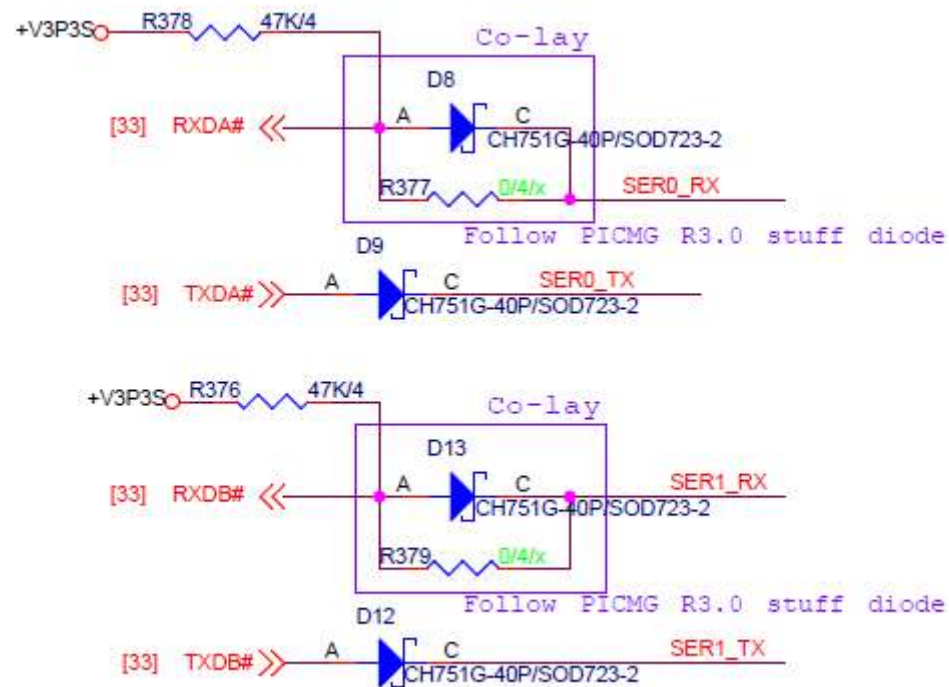 +V3P3S R378 47K/4
Co-lay
D8
[33] RXDA# A C
CH751G-40P/SOD723-2
R377 0/4/x SER0_RX
Follow PICMG R3.0 stuff diode
D9
[33] TXDA# A C SER0_TX
CH751G-40P/SOD723-2
+V3P3S R376 47K/4
Co-lay
D13
[33] RXDB# A C SER1_RX
CH751G-40P/SOD723-2
R379 0/4/x
Follow PICMG R3.0 stuff diode
D12
[33] TXDB# A C SER1_TX
CH751G-40P/SOD723-2